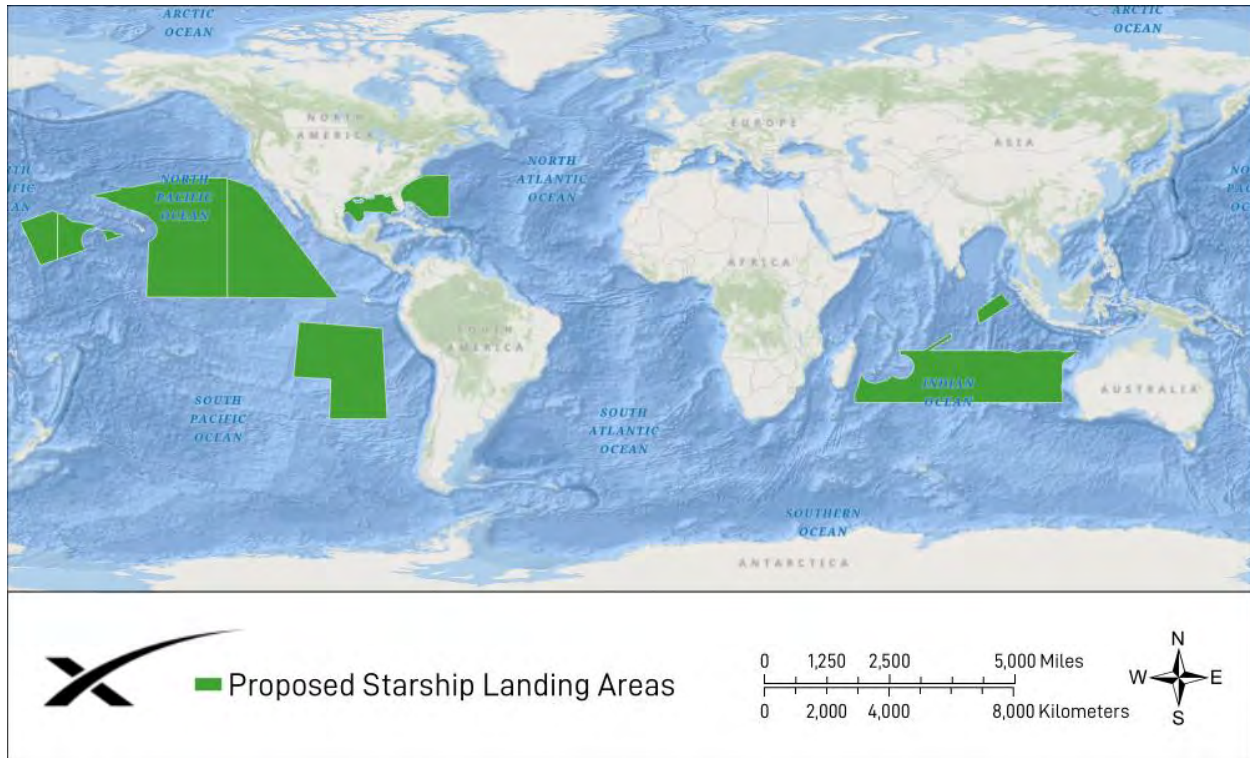 ARCTIC
OCEAN
ARCTIC
OCEAN
NORTH
AMERICA
EUROPE
ASIA
NORTH
PACIFIC
OCEAN
NORTH
ATLANTIC
OCEAN
AFRICA
SOUTH
AMERICA
INDIAN
OCEAN
AUSTRALIA
SOUTH
PACIFIC
OCEAN
SOUTH
ATLANTIC
OCEAN
SOUTHERN
OCEAN
ANTARCTICA
Proposed Starship Landing Areas
0 1,250 2,500 5,000 Miles
0 2,000 4,000 8,000 Kilometers
N
W E
S